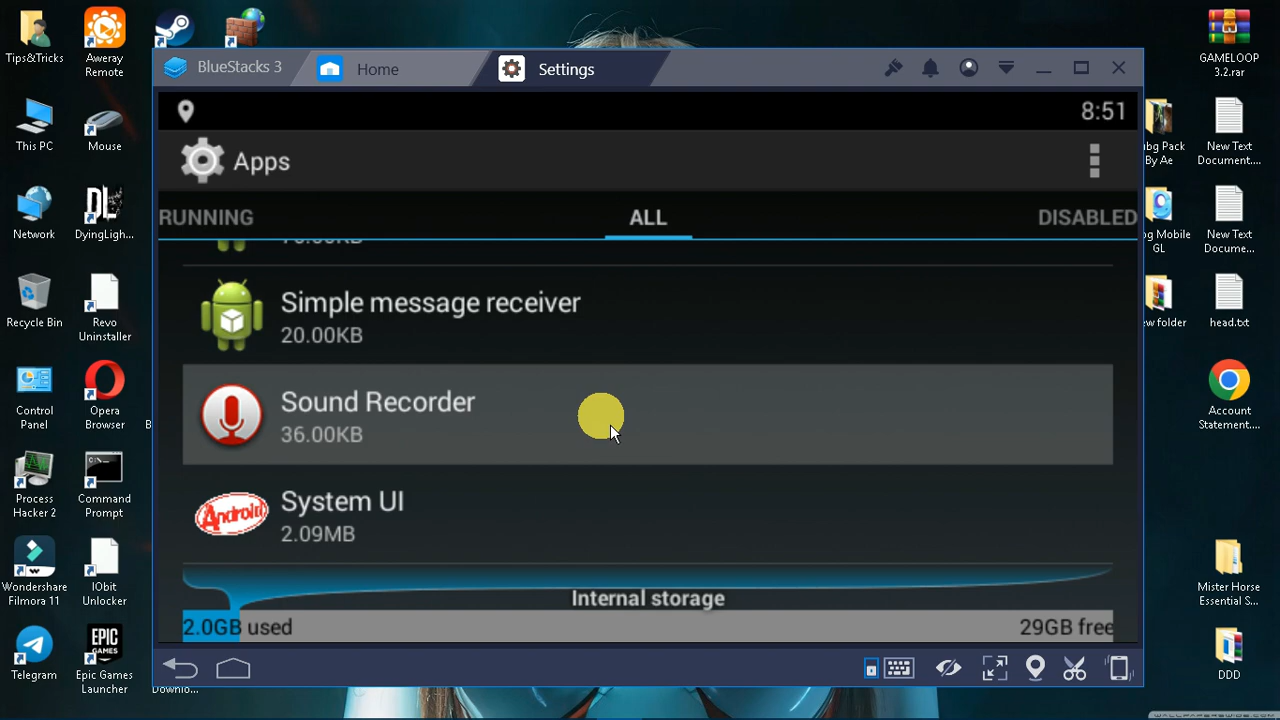 Tips&Tricks
Aweray
Remote
This PC
Mouse
Network
DyingLigh...
Recycle Bin
Revo
Uninstaller
Control
Panel
Opera
Browser
Process
Hacker 2
Command
Prompt
Wondershare
Filmora 11
IObit
Unlocker
Telegram
Epic Games
Launcher
EPIC
GAMES
BlueStacks 3
Home
Settings
8:51
Apps
RUNNING
ALL
DISABLED
Simple message receiver
20.00KB
Sound Recorder
36.00KB
Android
System UI
2.09MB
Internal storage
2.0GB used
29GB free
GAMELOOP
3.2.rar
ubg Pack
By Ae
New Text
Document....
bg Mobile
GL
New Text
Docume...
ew folder
head.txt
Account
Statement....
Mister Horse
Essential S...
DDD